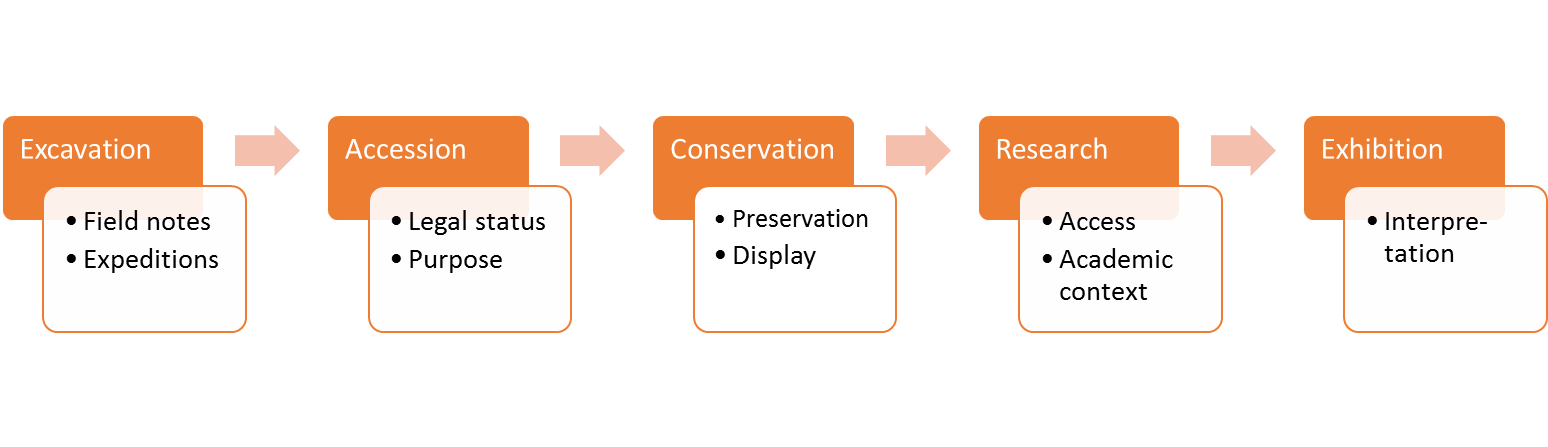 Excavation
• Field notes
• Expeditions
Accession
• Legal status
• Purpose
Conservation
• Preservation
• Display
Research
• Access
• Academic
context
Exhibition
• Interpre-
tation